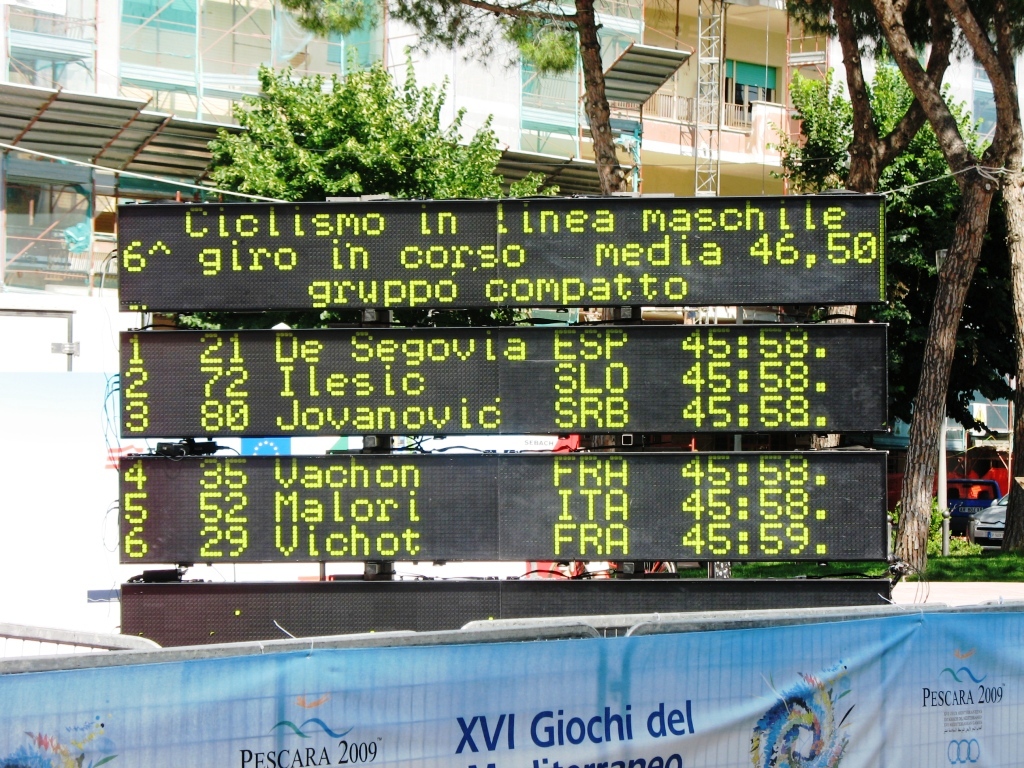 Ciclismo in linea maschile
6^ giro in corso media 46,50
gruppo compatto
1 21 De Segovia ESP 45:58.
2 72 Ilesic SLO 45:58.
3 80 Jovanovic SRB 45:58.
4 35 Vachon FRA 45:58.
5 52 Malori ITA 45:58.
6 29 Vichot FRA 45:59.
PESCARA 2009
XVI Giochi del
Mediterraneo
PESCARA 2009